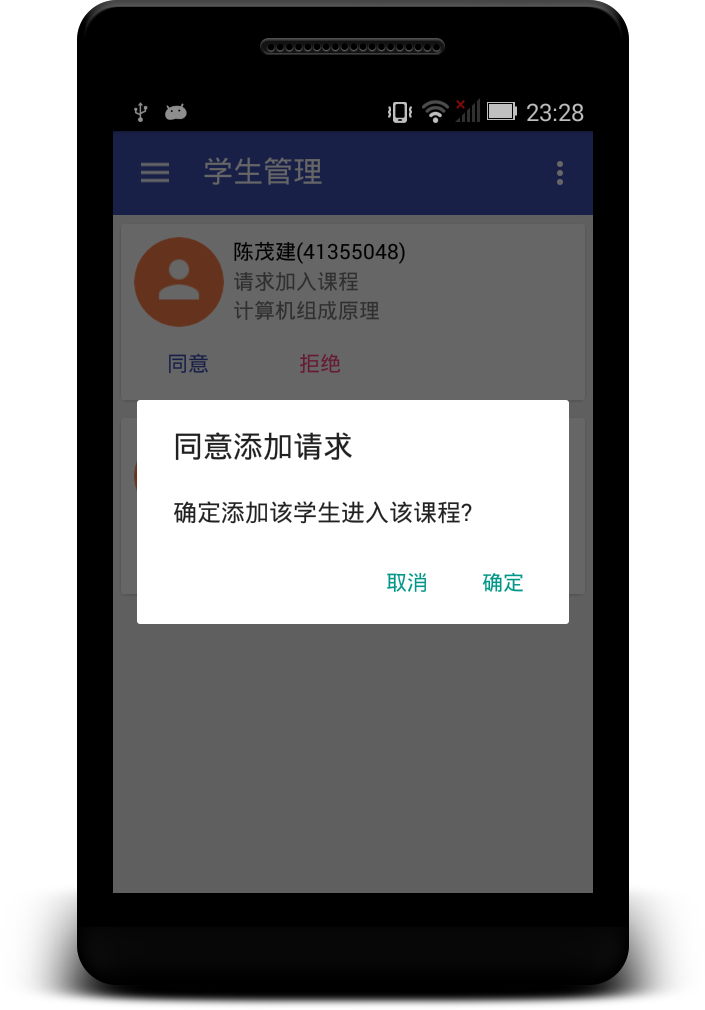 23:28
学生管理
陈茂建(41355048)
请求加入课程
计算机组成原理
同意 拒绝
同意添加请求
确定添加该学生进入该课程?
取消 确定